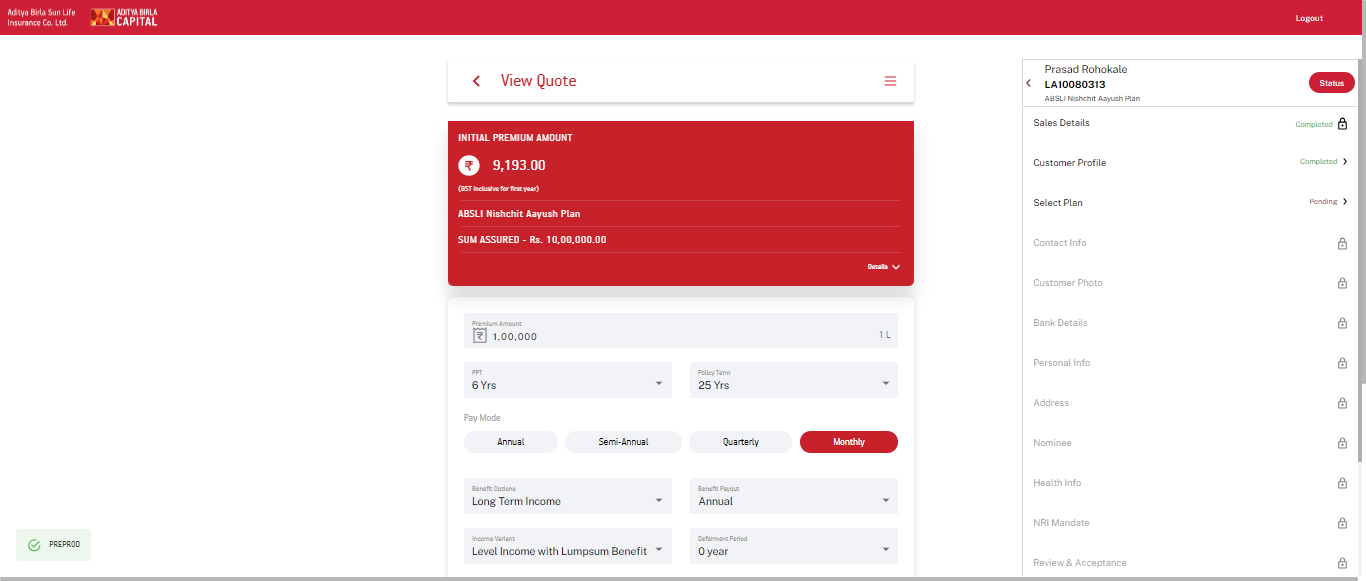 Aditya Birla Sun Life
Insurance Co. Ltd.
ADITYA BIRLA
CAPITAL
Logout
View Quote
INITIAL PREMIUM AMOUNT
₹ 9,193.00
(GST Inclusive for first year)
ABSLI Nishchit Aayush Plan
SUM ASSURED - Rs. 10,00,000.00
Details
Premium Amount
₹ 1,00,000 1 L
PPT
6 Yrs
Policy Term
25 Yrs
Pay Mode
Annual Semi-Annual Quarterly Monthly
Benefit Options
Long Term Income
Benefit Payout
Annual
Income Variant
Level Income with Lumpsum Benefit
Deferment Period
0 year
PREPROD
Prasad Rohokale
LA10080313
ABSLI Nishchit Aayush Plan
Status
Sales Details Completed
Customer Profile Completed
Select Plan Pending
Contact Info
Customer Photo
Bank Details
Personal Info
Address
Nominee
Health Info
NRI Mandate
Review & Acceptance